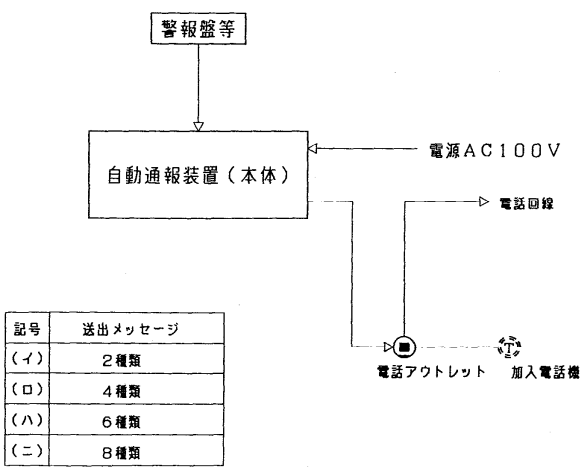 警報盤等
自動通報装置(本体)
電源AC100V
電話回線
T
電話アウトレット 加入電話機
記号 送出メッセージ
(イ) 2種類
(ロ) 4種類
(ハ) 6種類
(ニ) 8種類